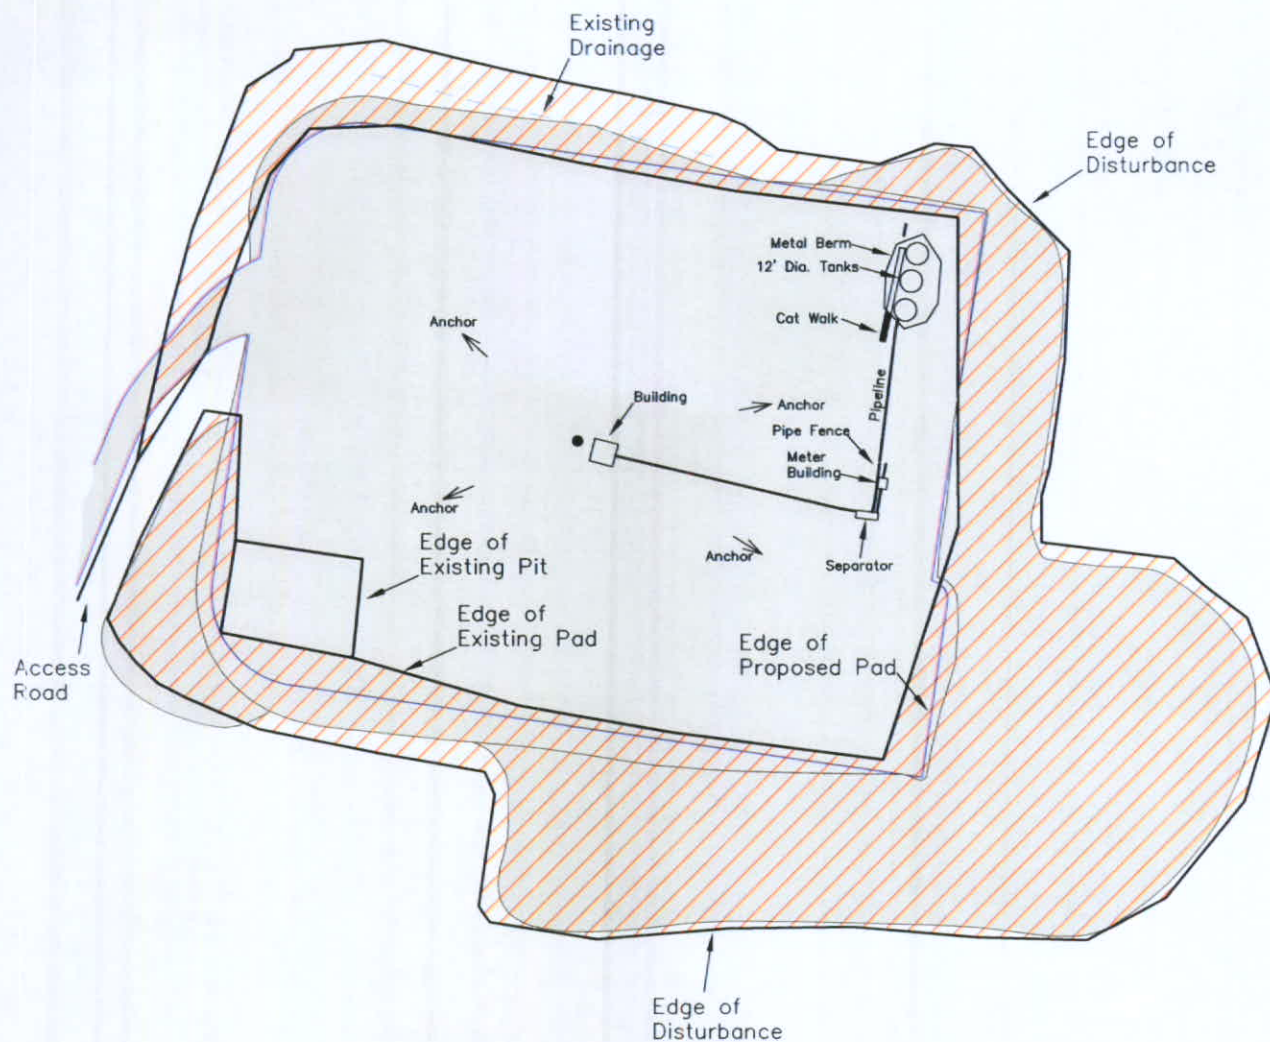 Existing
Drainage
Edge of
Disturbance
Metal Berm
12' Dia. Tanks
Cat Walk
Anchor
Pipeline
Building
Anchor
Pipe Fence
Meter
Building
Anchor
Anchor
Separator
Edge of
Existing Pit
Edge of
Existing Pad
Edge of
Proposed Pad
Access
Road
Edge of
Disturbance